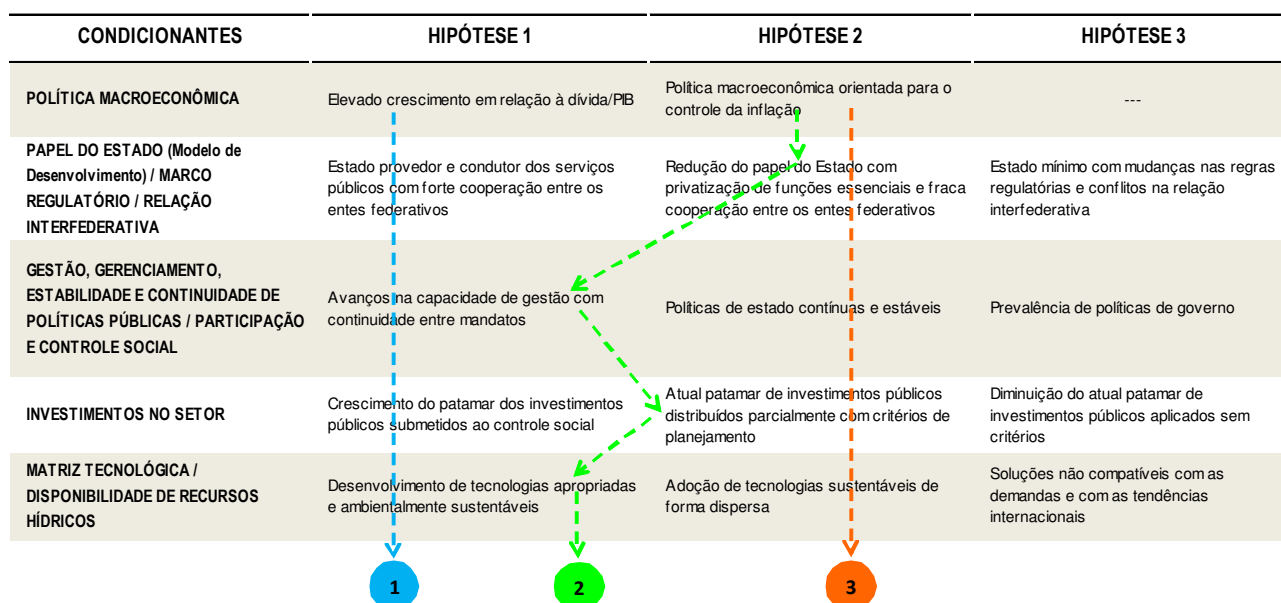 CONDICIONANTES
HIPÓTESE 1
HIPÓTESE 2
HIPÓTESE 3
POLÍTICA MACROECONÔMICA
Elevado crescimento em relação à dívida/PIB
Política macroeconômica orientada para o
controle da inflação
---
PAPEL DO ESTADO (Modelo de
Desenvolvimento) / MARCO
REGULATÓRIO / RELAÇÃO
INTERFEDERATIVA
Estado provedor e condutor dos serviços
públicos com forte cooperação entre os
entes federativos
Redução do papel do Estado com
privatização de funções essenciais e fraca
cooperação entre os entes federativos
Estado mínimo com mudanças nas regras
regulatórias e conflitos na relação
interfederativa
GESTÃO, GERENCIAMENTO,
ESTABILIDADE E CONTINUIDADE DE
POLÍTICAS PÚBLICAS / PARTICIPAÇÃO
E CONTROLE SOCIAL
Avanços na capacidade de gestão com
continuidade entre mandatos
Políticas de estado contínuas e estáveis
Prevalência de políticas de governo
INVESTIMENTOS NO SETOR
Crescimento do patamar dos investimentos
públicos submetidos ao controle social
Atual patamar de investimentos públicos
distribuídos parcialmente com critérios de
planejamento
Diminuição do atual patamar de
investimentos públicos aplicados sem
critérios
MATRIZ TECNOLÓGICA /
DISPONIBILIDADE DE RECURSOS
HÍDRICOS
Desenvolvimento de tecnologias apropriadas
e ambientalmente sustentáveis
Adoção de tecnologias sustentáveis de
forma dispersa
Soluções não compatíveis com as
demandas e com as tendências
internacionais
1
2
3